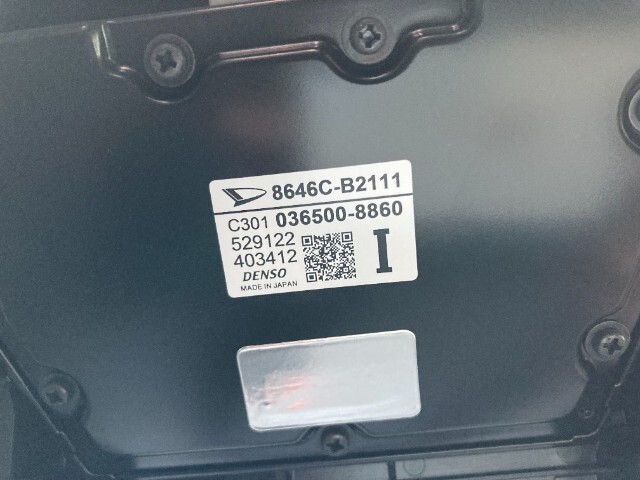 8646C-B2111
C301 036500-8860
529122
403412
I
DENSO
MADE IN JAPAN